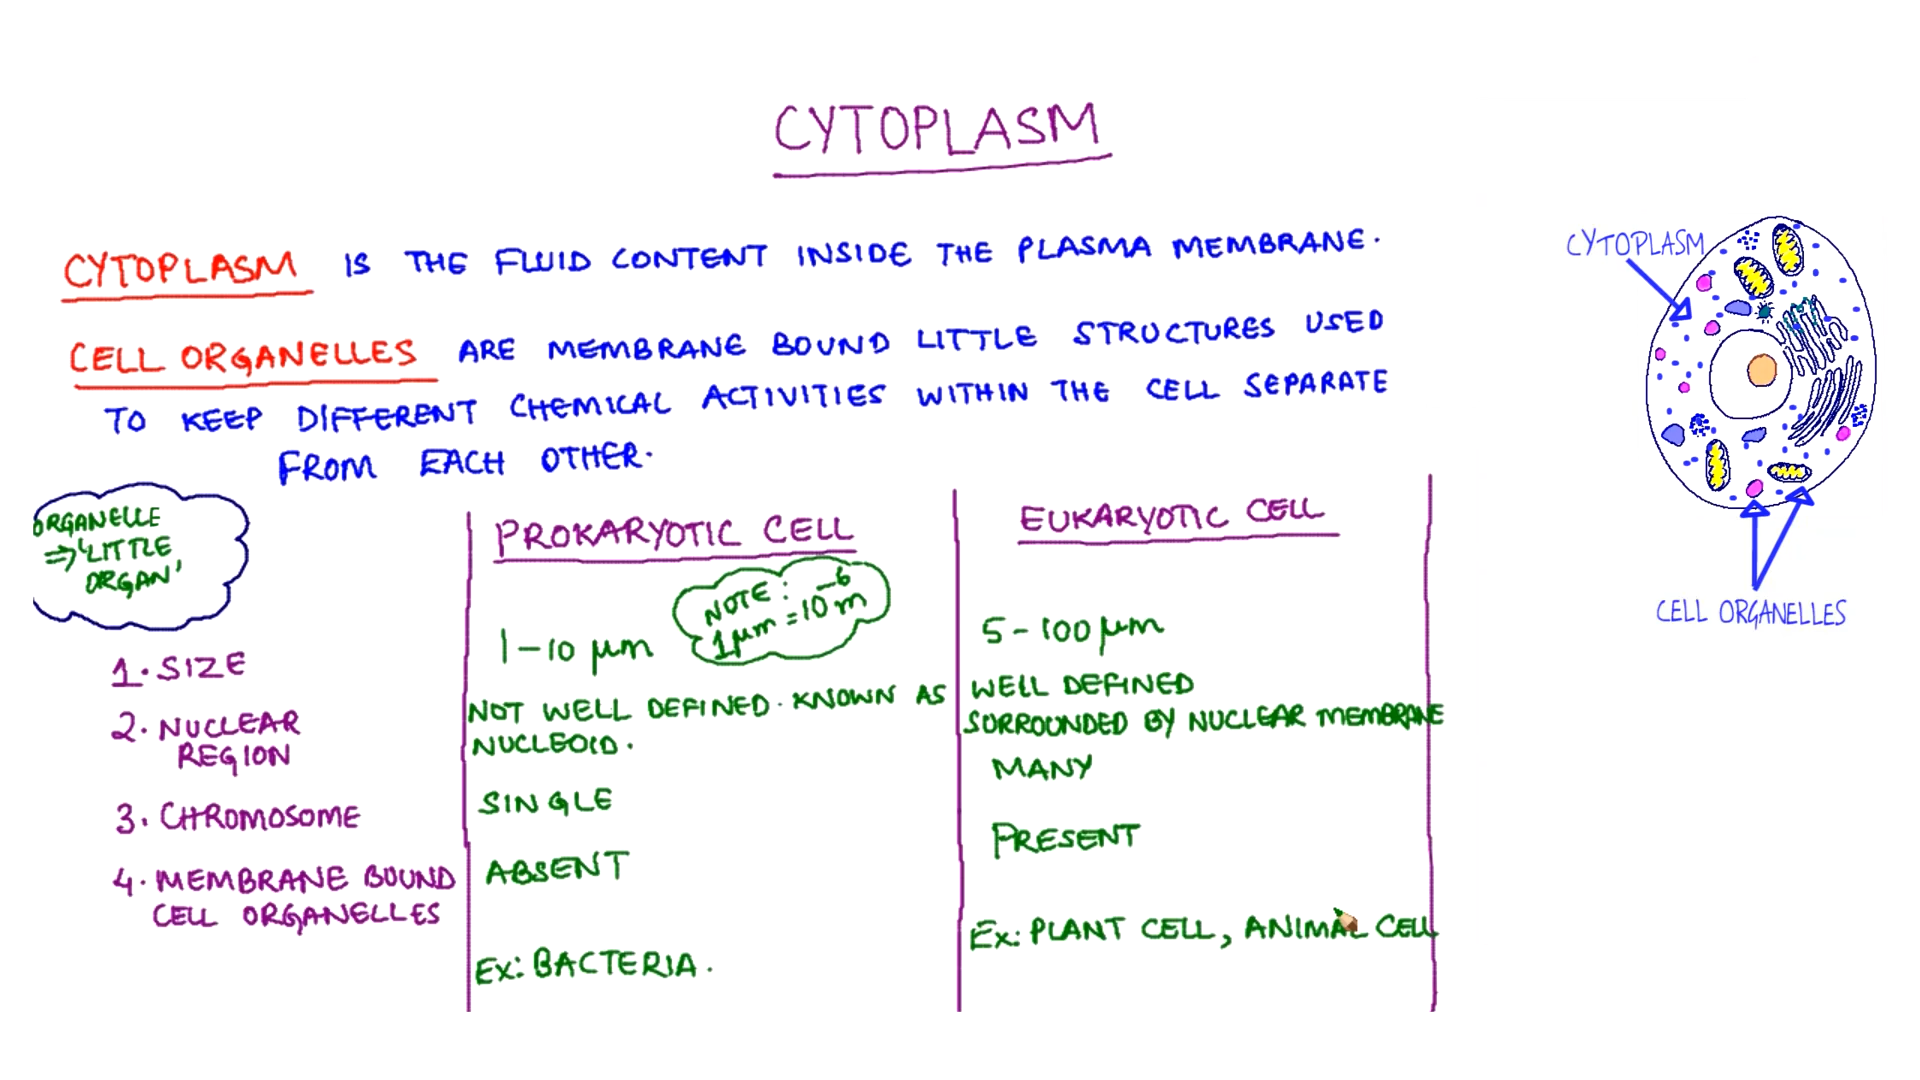 CYTOPLASM
CYTOPLASM IS THE FLUID CONTENT INSIDE THE PLASMA MEMBRANE.
CELL ORGANELLES ARE MEMBRANE BOUND LITTLE STRUCTURES USED
TO KEEP DIFFERENT CHEMICAL ACTIVITIES WITHIN THE CELL SEPARATE
FROM EACH OTHER.
CYTOPLASM
CELL ORGANELLES
ORGANELLE
⇒ 'LITTLE
ORGAN'
PROKARYOTIC CELL
EUKARYOTIC CELL
NOTE:
1 μm = 10⁻⁶ m
1. SIZE
1-10 μm
5-100 μm
2. NUCLEAR
REGION
NOT WELL DEFINED. KNOWN AS
NUCLEOID.
WELL DEFINED
SURROUNDED BY NUCLEAR MEMBRANE
3. CHROMOSOME
SINGLE
MANY
4. MEMBRANE BOUND
CELL ORGANELLES
ABSENT
PRESENT
EX: BACTERIA.
EX: PLANT CELL, ANIMAL CELL